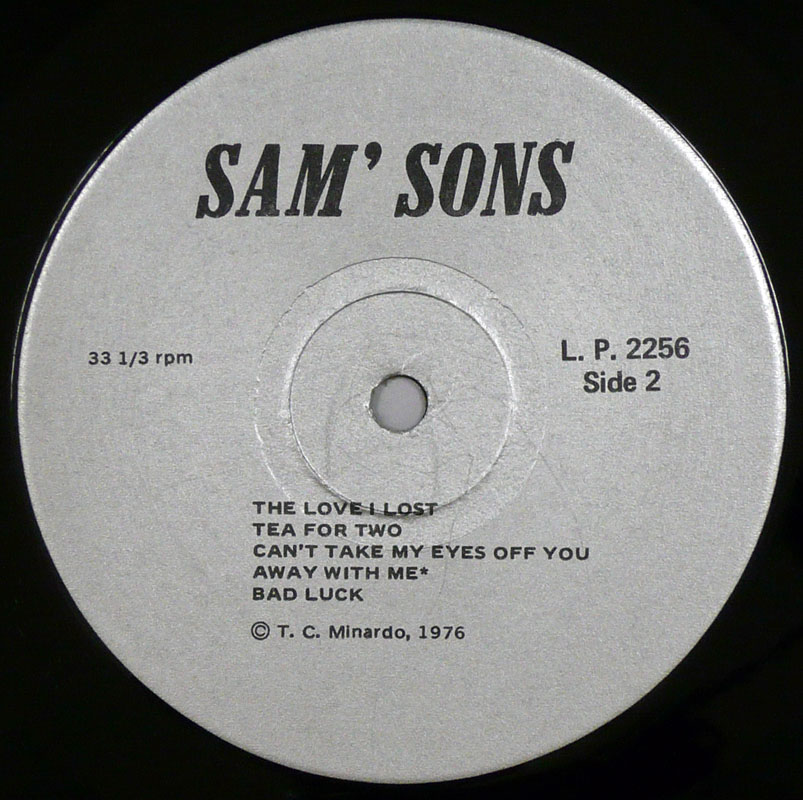 SAM' SONS
33 1/3 rpm
L. P. 2256
Side 2
THE LOVE I LOST
TEA FOR TWO
CAN'T TAKE MY EYES OFF YOU
AWAY WITH ME*
BAD LUCK
© T. C. Minardo, 1976